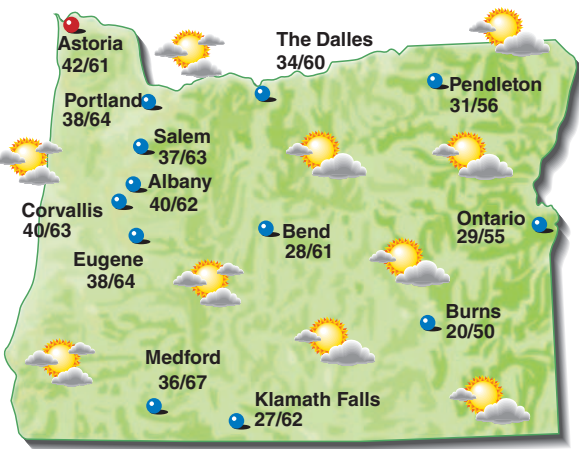 Astoria
42/61
The Dalles
34/60
Pendleton
31/56
Portland
38/64
Salem
37/63
Albany
40/62
Corvallis
40/63
Eugene
38/64
Bend
28/61
Ontario
29/55
Burns
20/50
Medford
36/67
Klamath Falls
27/62